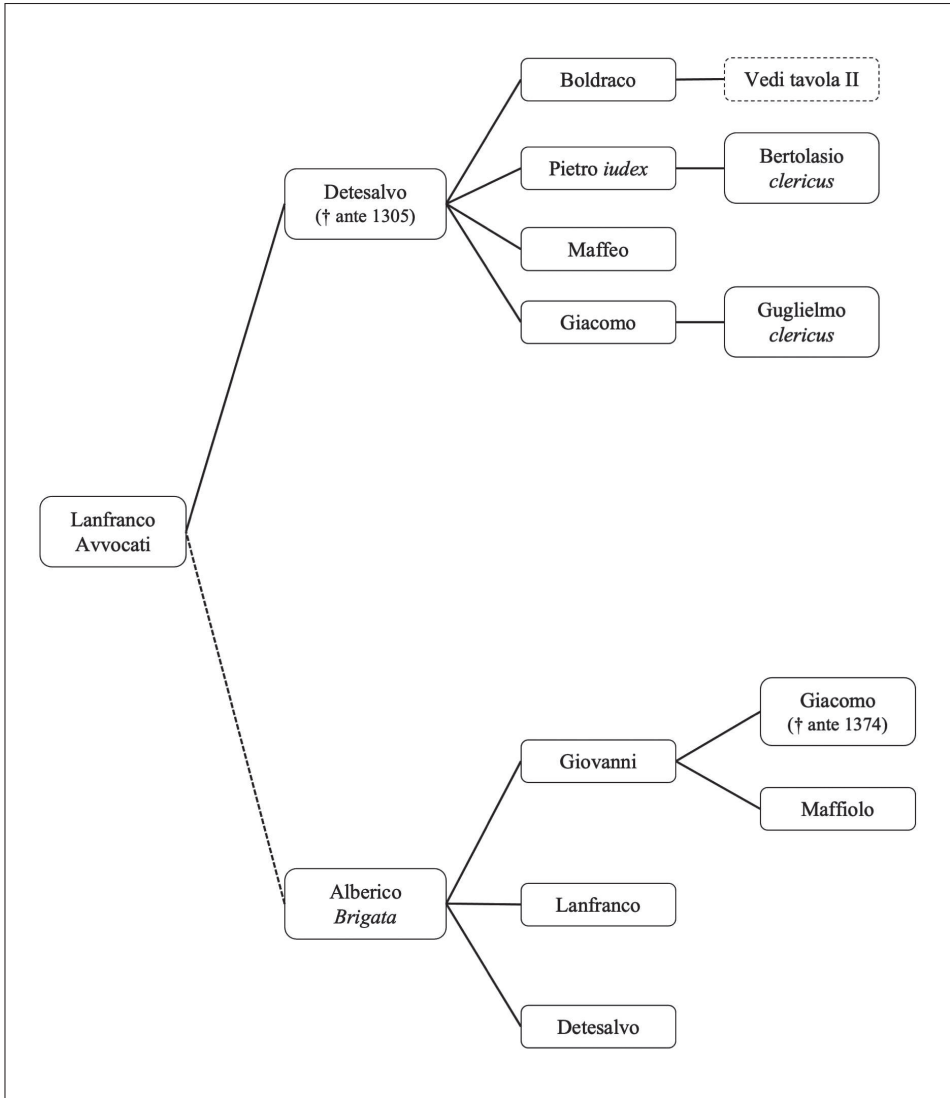 Boldraco
Vedi tavola II
Pietro iudex
Bertolasio
clericus
Detesalvo
(† ante 1305)
Maffeo
Giacomo
Guglielmo
clericus
Lanfranco
Avvocati
Giacomo
(† ante 1374)
Giovanni
Maffiolo
Alberico
Brigata
Lanfranco
Detesalvo